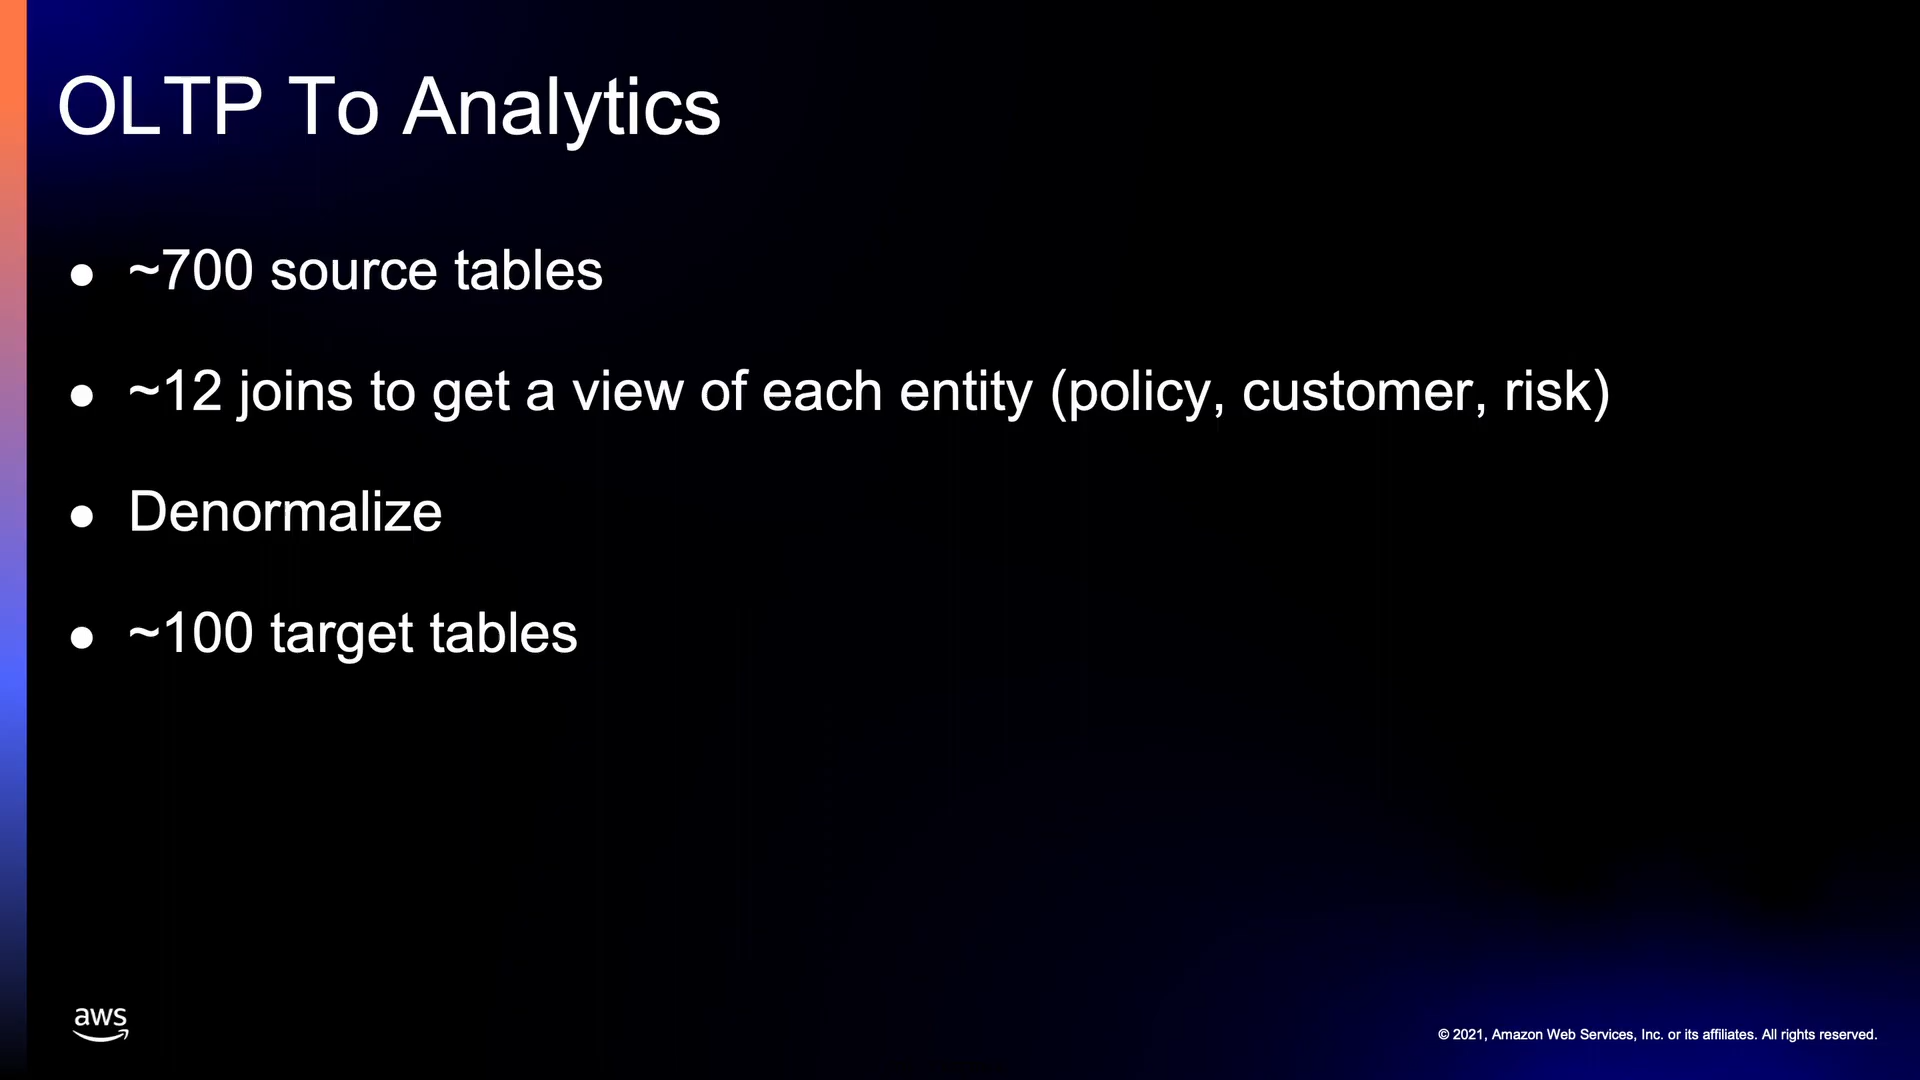 OLTP To Analytics
● ~700 source tables
● ~12 joins to get a view of each entity (policy, customer, risk)
● Denormalize
● ~100 target tables
aws
© 2021, Amazon Web Services, Inc. or its affiliates. All rights reserved.